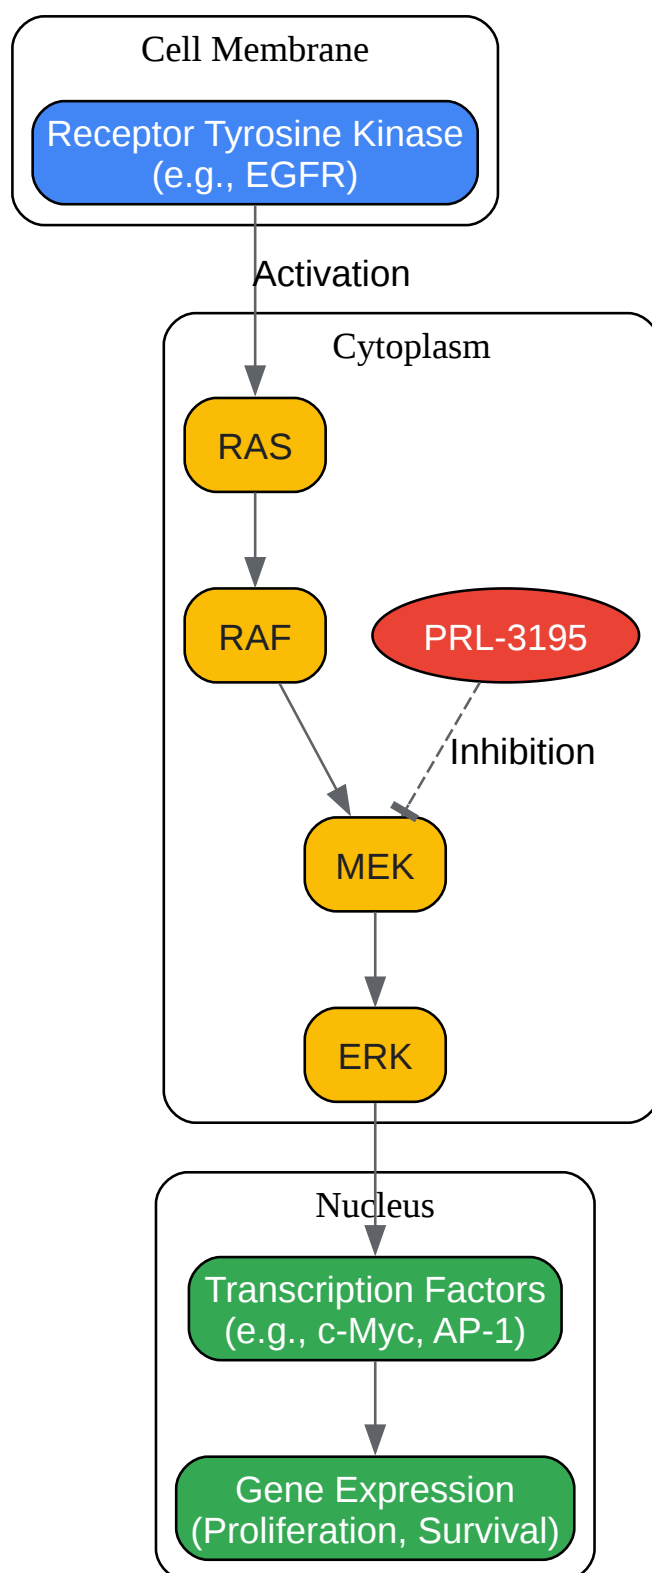 Cell Membrane
Receptor Tyrosine Kinase
(e.g., EGFR)
Activation
Cytoplasm
RAS
RAF
PRL-3195
Inhibition
MEK
ERK
Nucleus
Transcription Factors
(e.g., c-Myc, AP-1)
Gene Expression
(Proliferation, Survival)